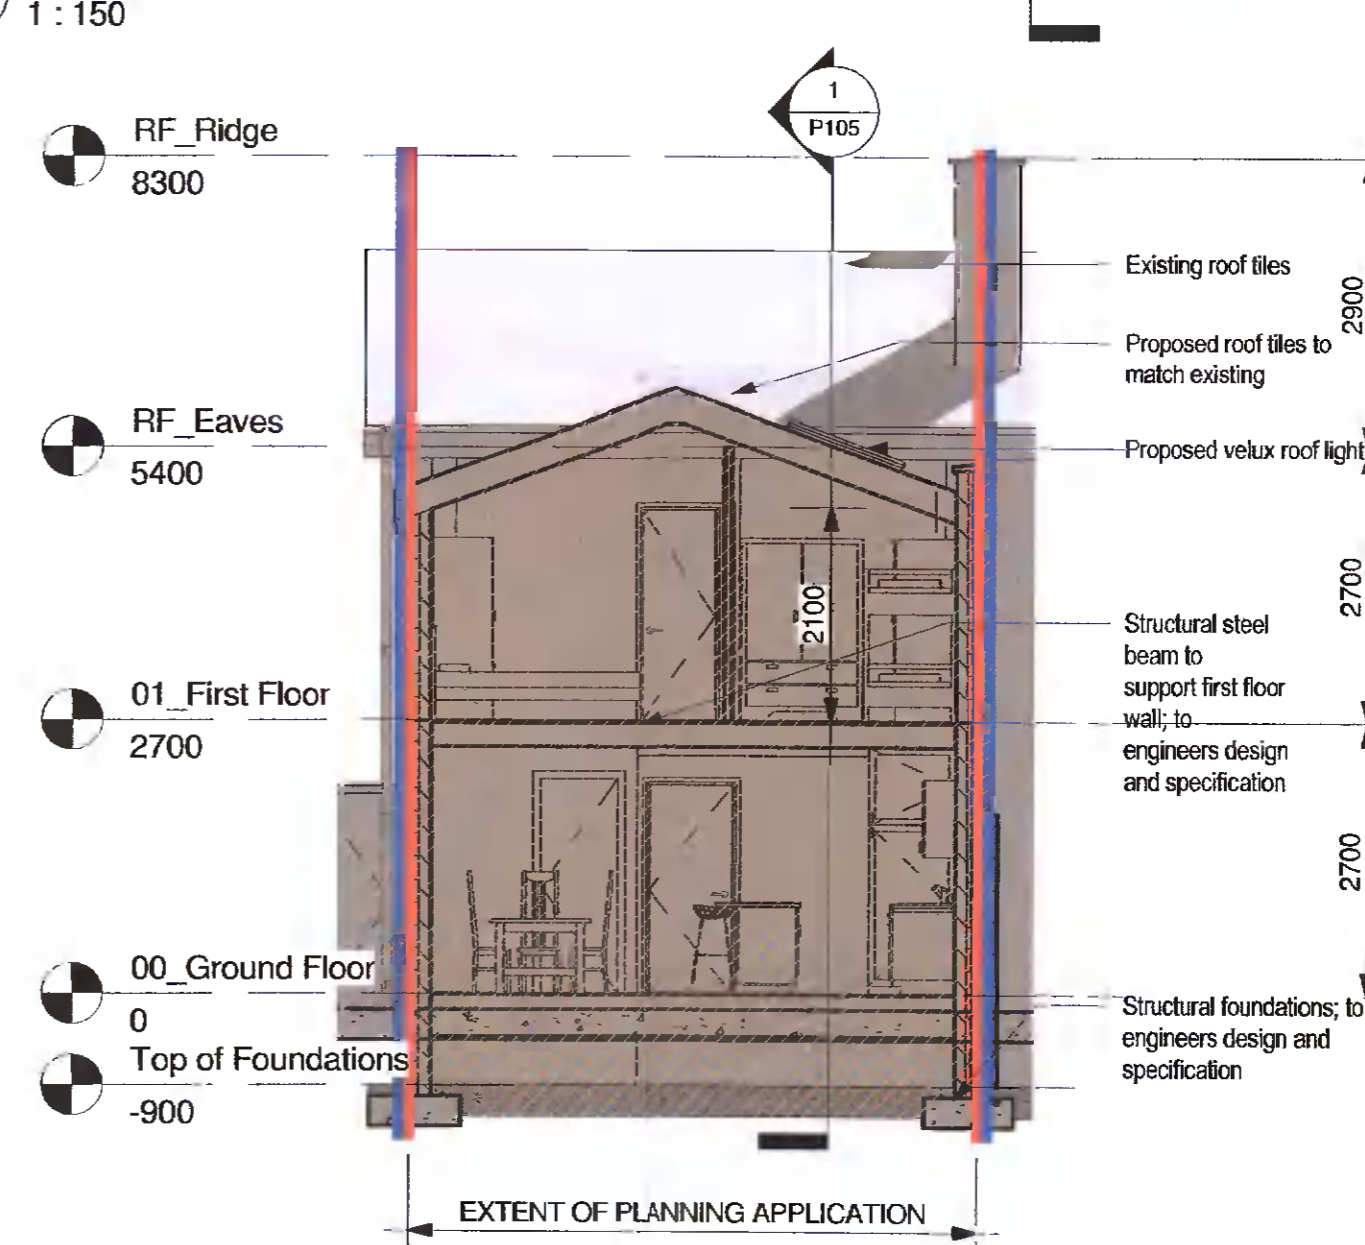 1 : 150
1
P105
RF_Ridge
8300
Existing roof tiles
2900
Proposed roof tiles to
match existing
RF_Eaves
5400
Proposed velux roof light
2700
2100
Structural steel
beam to
support first floor
wall; to
engineers design
and specification
01_First Floor
2700
2700
00_Ground Floor
0
Structural foundations; to
engineers design and
specification
Top of Foundations
-900
EXTENT OF PLANNING APPLICATION